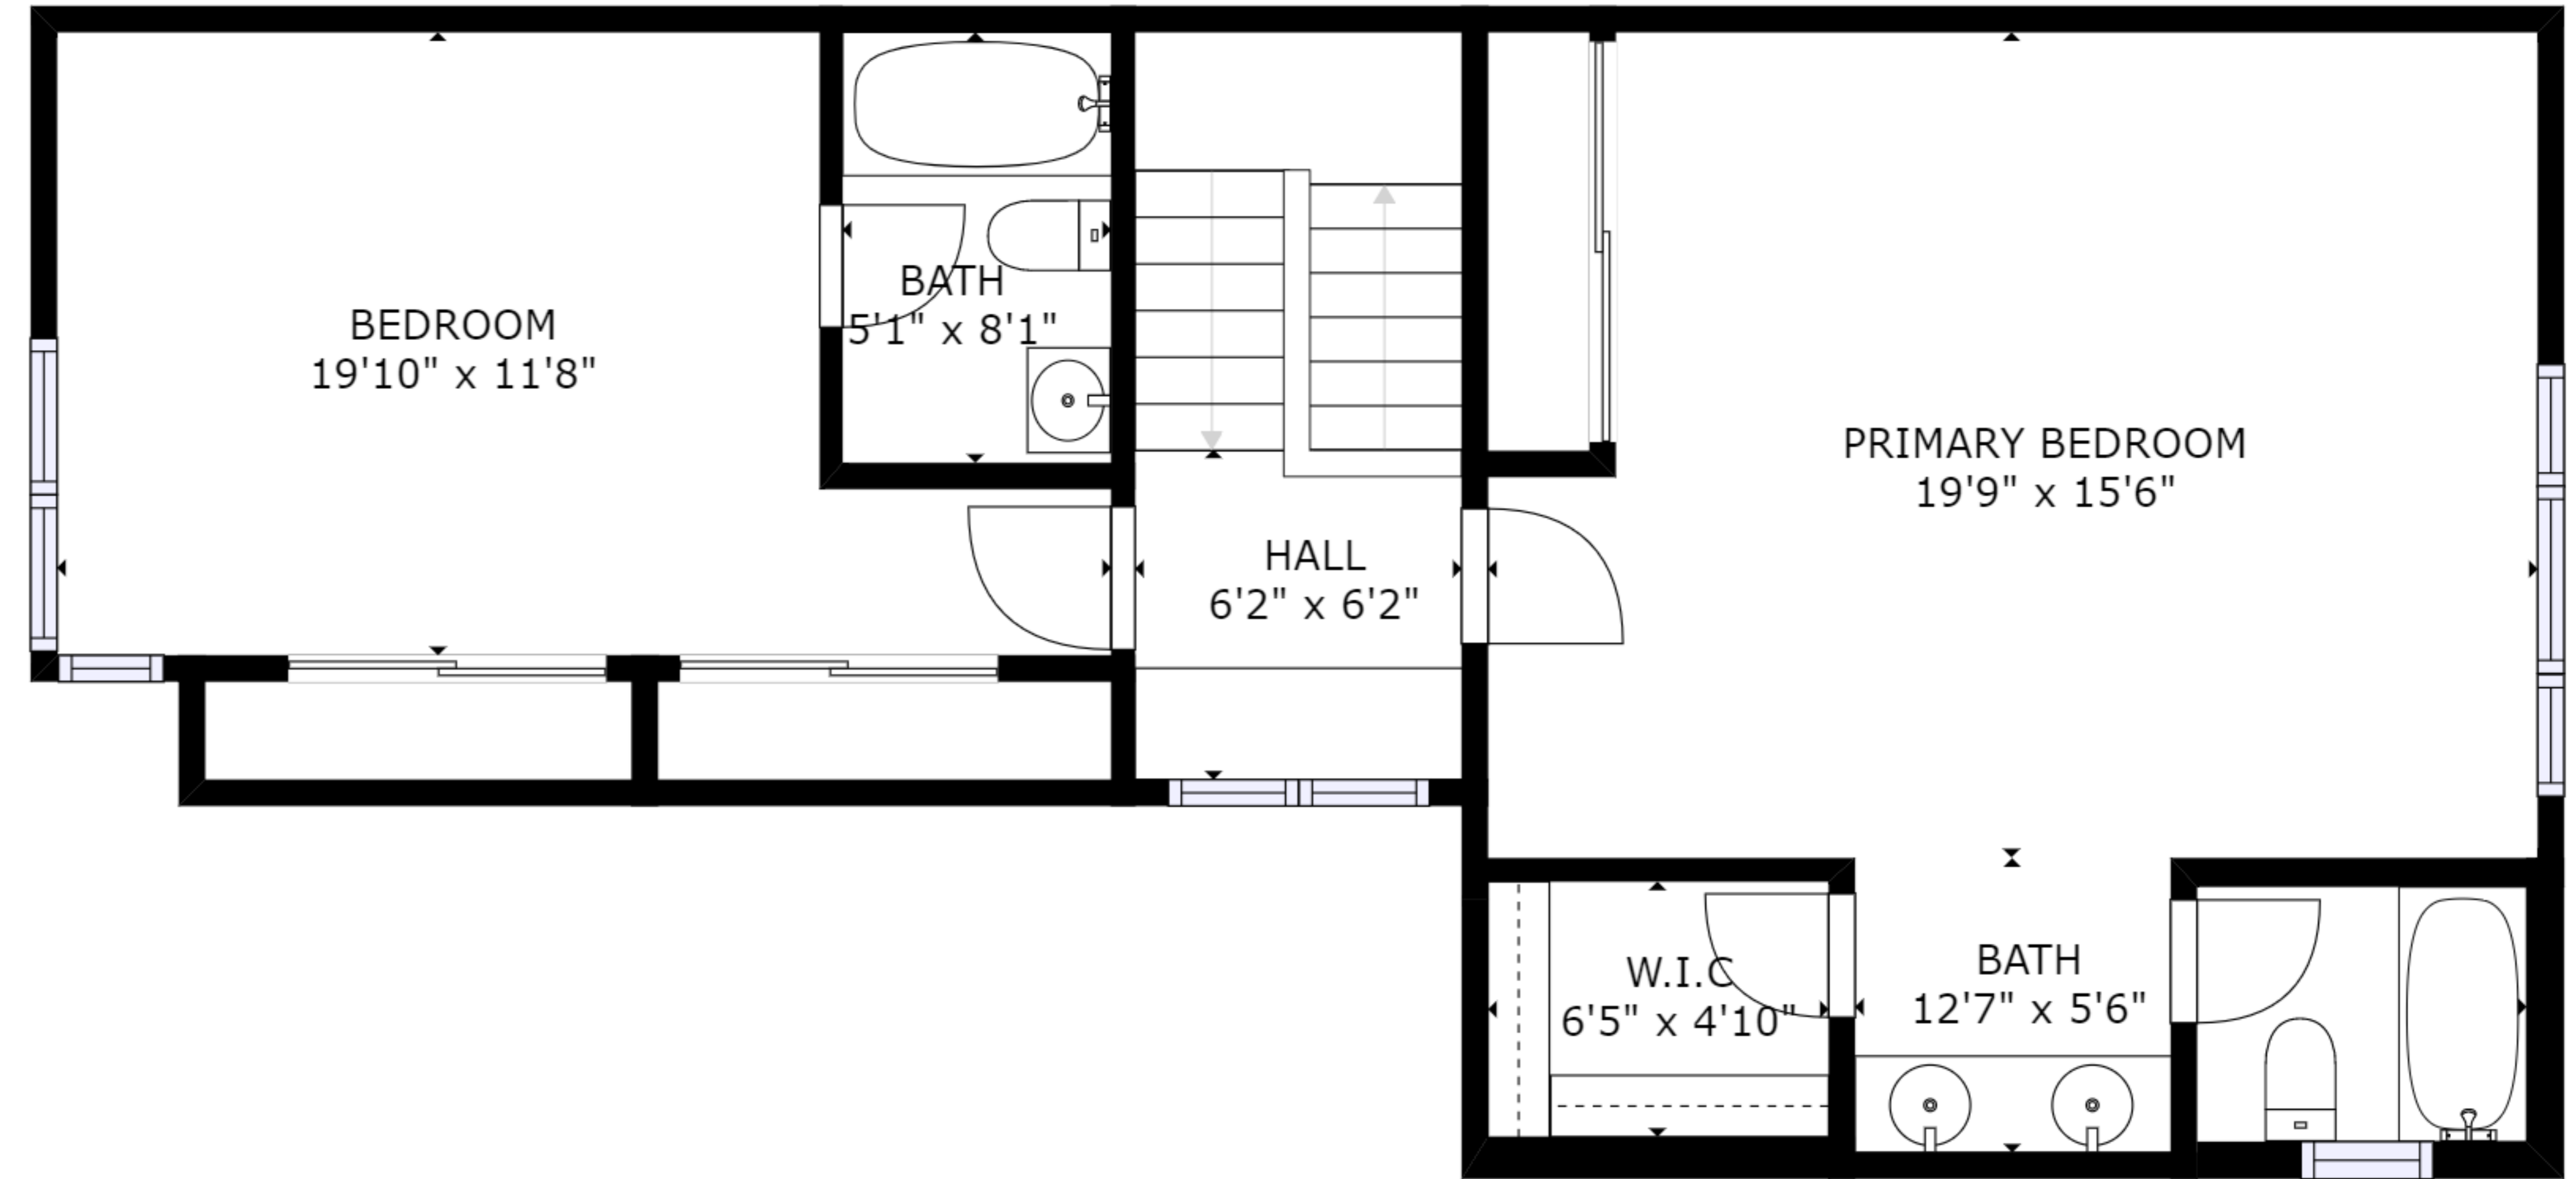 BEDROOM
19'10" x 11'8"
BATH
5'1" x 8'1"
HALL
6'2" x 6'2"
PRIMARY BEDROOM
19'9" x 15'6"
W.I.C
6'5" x 4'10"
BATH
12'7" x 5'6"